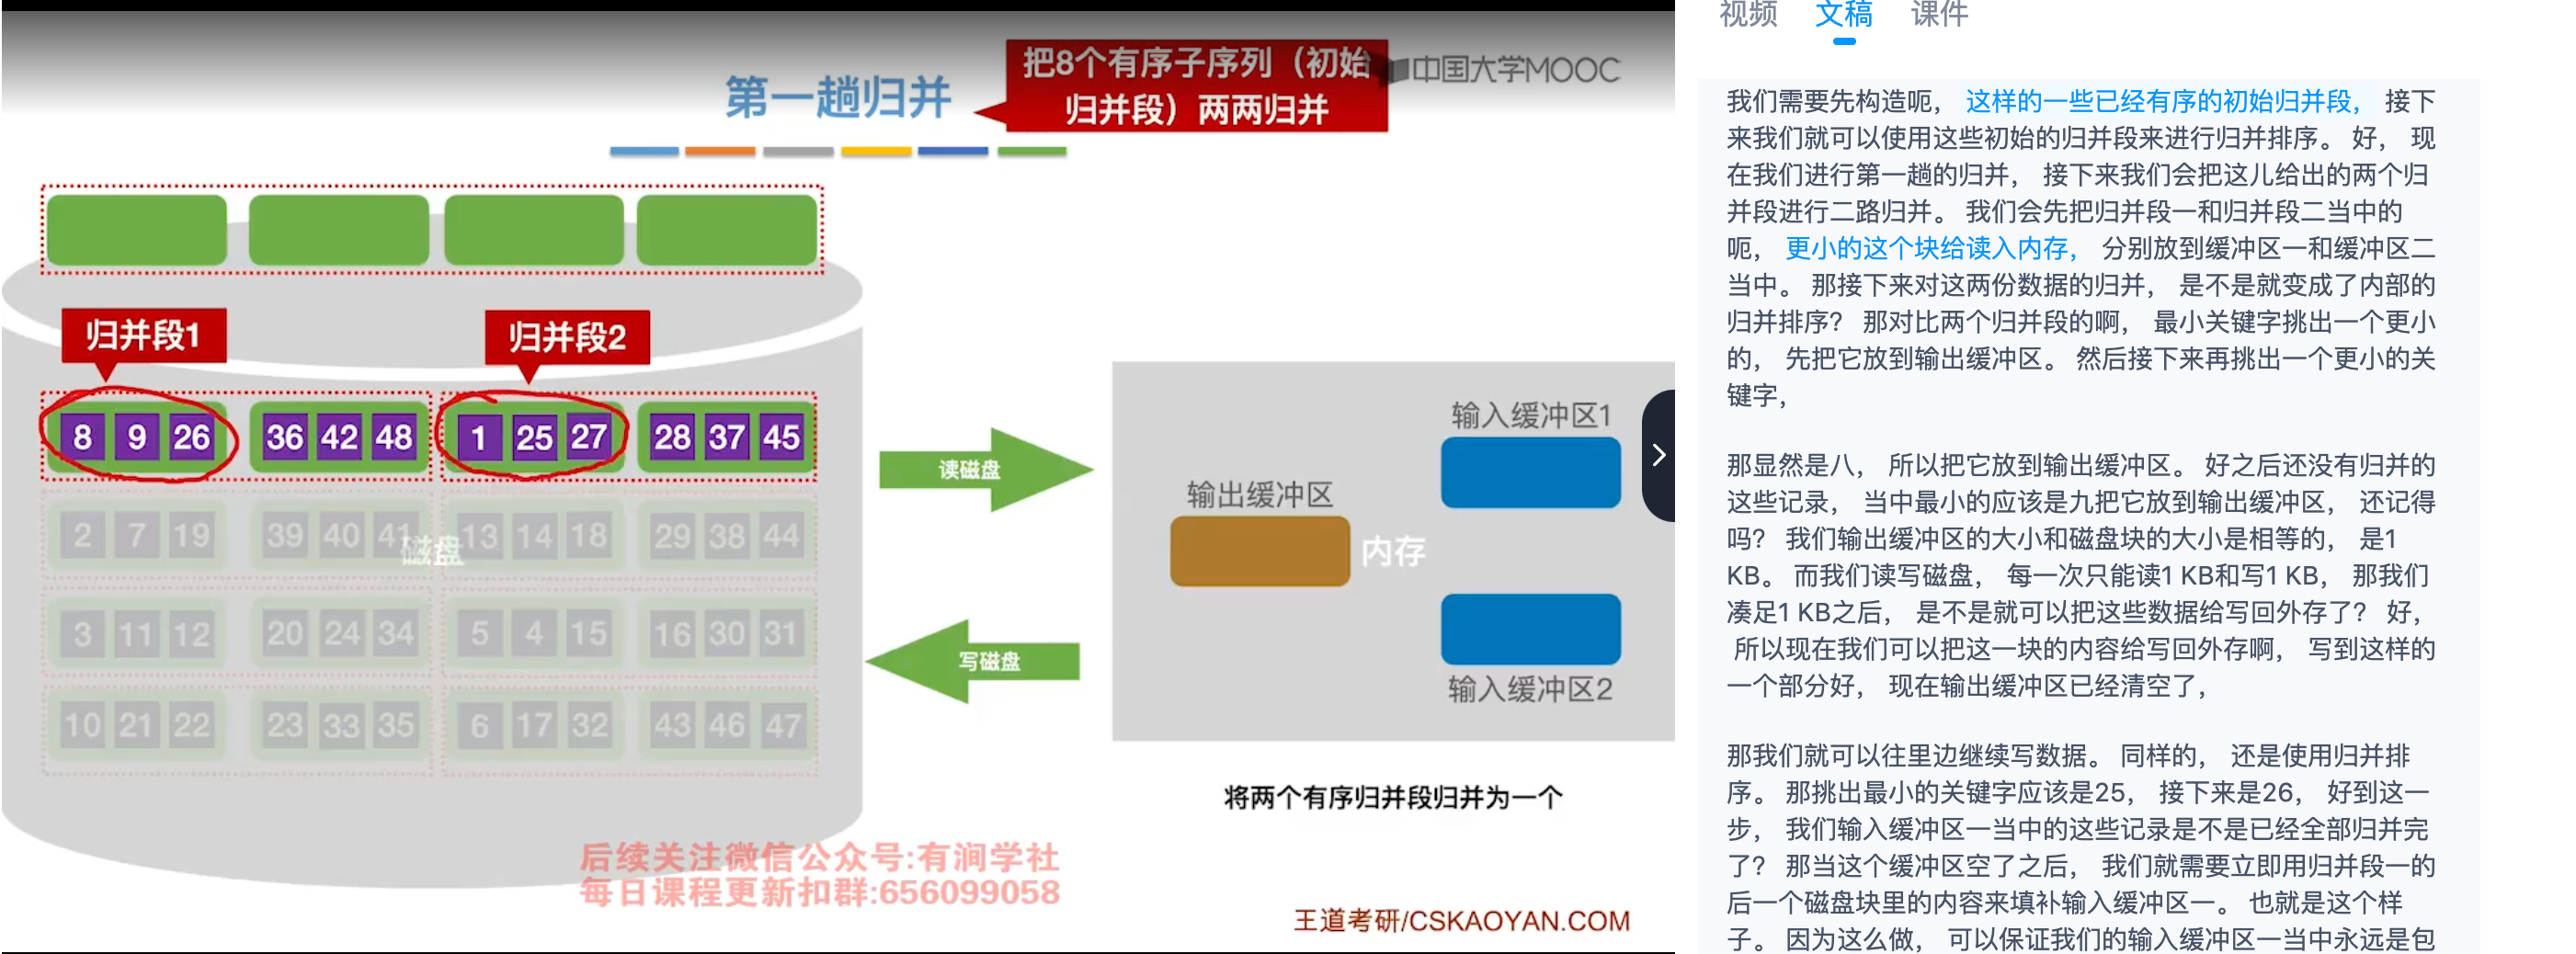 第一趟归并
把8个有序子序列（初始
归并段）两两归并
中国大学MOOC
归并段1
归并段2
8 9 26 36 42 48 1 25 27 28 37 45
2 7 19 39 40 41 13 14 18 29 38 44
磁盘
3 11 12 20 24 34 5 4 15 16 30 31
10 21 22 23 33 35 6 17 32 43 46 47
读磁盘
写磁盘
输入缓冲区1
输出缓冲区
内存
输入缓冲区2
将两个有序归并段归并为一个
后续关注微信公众号:有涧学社
每日课程更新扣群:656099058
王道考研/CSKAOYAN.COM
视频 文稿 课件
我们需要先构造呃， 这样的一些已经有序的初始归并段， 接下
来我们就可以使用这些初始的归并段来进行归并排序。 好， 现
在我们进行第一趟的归并， 接下来我们会把这儿给出的两个归
并段进行二路归并。 我们会先把归并段一和归并段二当中的
呃， 更小的这个块给读入内存， 分别放到缓冲区一和缓冲区二
当中。 那接下来对这两份数据的归并， 是不是就变成了内部的
归并排序？ 那对比两个归并段的啊， 最小关键字挑出一个更小
的， 先把它放到输出缓冲区。 然后接下来再挑出一个更小的关
键字，
那显然是八， 所以把它放到输出缓冲区。 好之后还没有归并的
这些记录， 当中最小的应该是九把它放到输出缓冲区， 还记得
吗？ 我们输出缓冲区的大小和磁盘块的大小是相等的， 是1
KB。 而我们读写磁盘， 每一次只能读1 KB和写1 KB， 那我们
凑足1 KB之后， 是不是就可以把这些数据给写回外存了？ 好，
所以现在我们可以把这一块的内容给写回外存啊， 写到这样的
一个部分好， 现在输出缓冲区已经清空了，
那我们就可以往里边继续写数据。 同样的， 还是使用归并排
序。 那挑出最小的关键字应该是25， 接下来是26， 好到这一
步， 我们输入缓冲区一当中的这些记录是不是已经全部归并完
了？ 那当这个缓冲区空了之后， 我们就需要立即用归并段一的
后一个磁盘块里的内容来填补输入缓冲区一。 也就是这个样
子。 因为这么做， 可以保证我们的输入缓冲区一当中永远是包